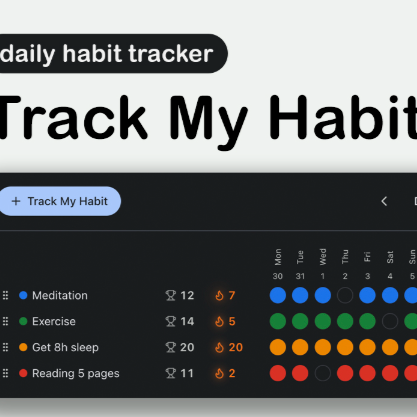 daily habit tracker
Track My Habit
+ Track My Habit
Mon Tue Wed Thu Fri Sat Sun
30 31 1 2 3 4 5
Meditation 12 7
Exercise 14 5
Get 8h sleep 20 20
Reading 5 pages 11 2